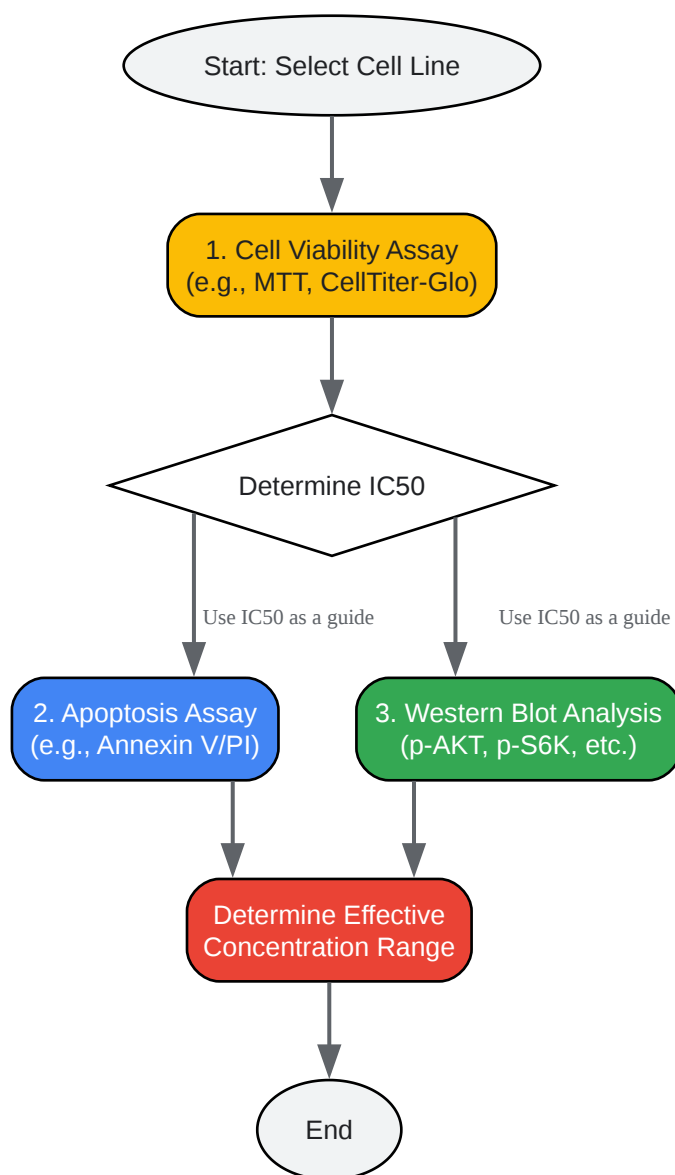 Start: Select Cell Line
1. Cell Viability Assay
(e.g., MTT, CellTiter-Glo)
Determine IC50
Use IC50 as a guide
Use IC50 as a guide
2. Apoptosis Assay
(e.g., Annexin V/PI)
3. Western Blot Analysis
(p-AKT, p-S6K, etc.)
Determine Effective
Concentration Range
End